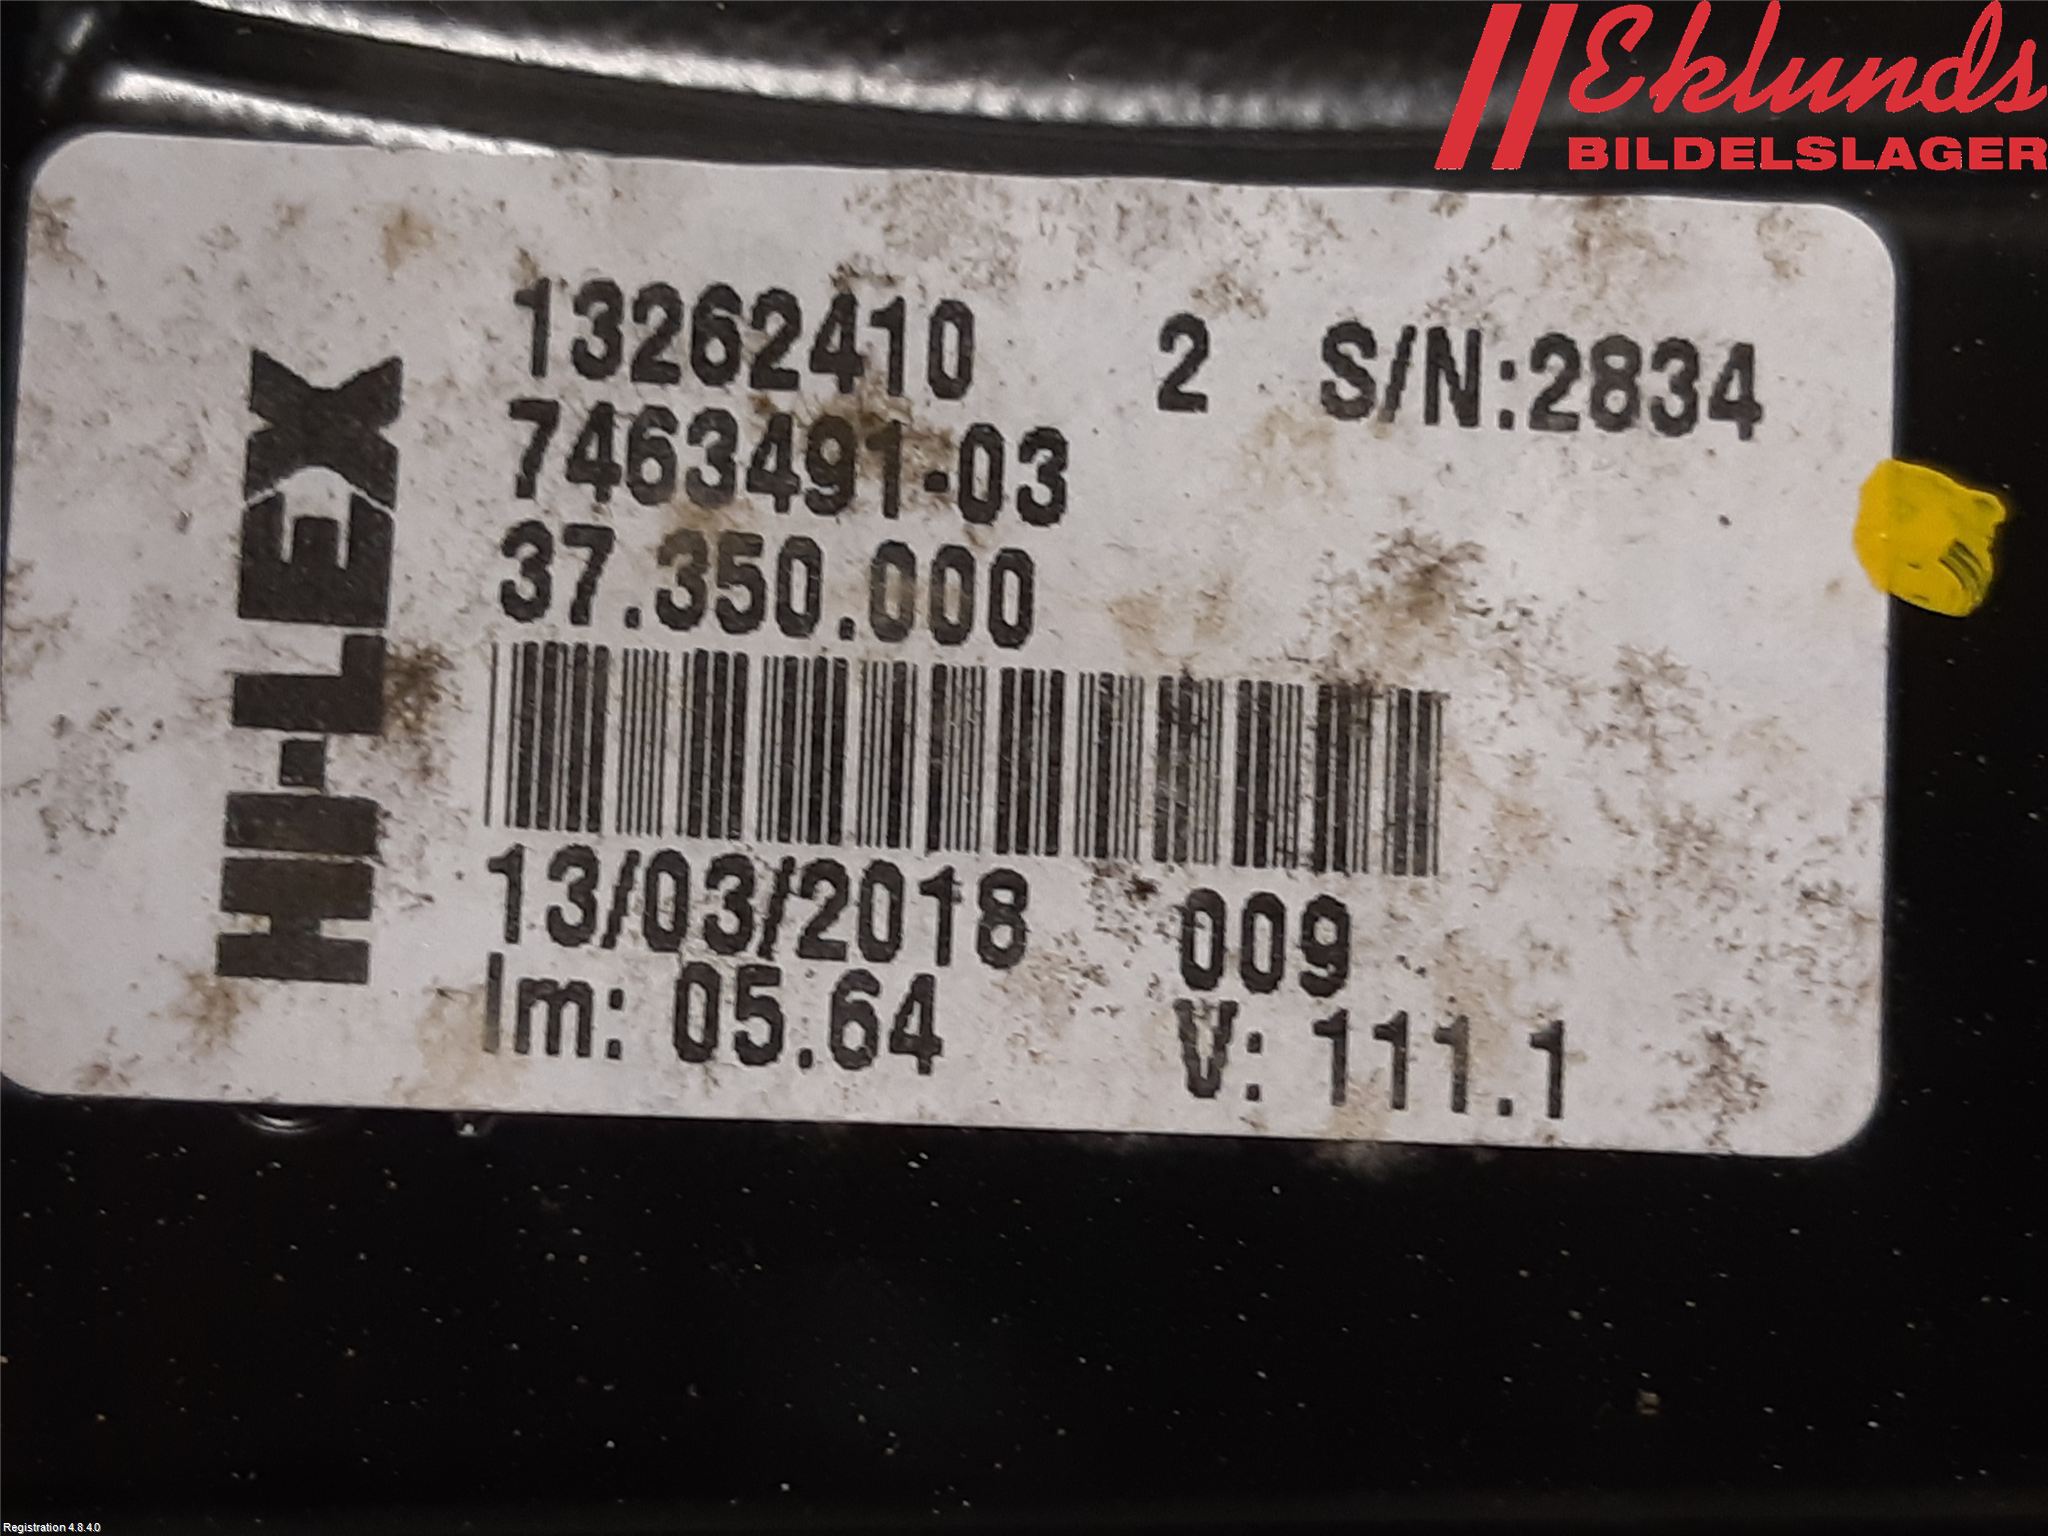 Eklunds
BILDELSLAGER
HI-LEX
13262410 2 S/N:2834
7463491-03
37.350.000
13/03/2018 009
Im: 05.64 V: 111.1
Registration 4.8.4.0